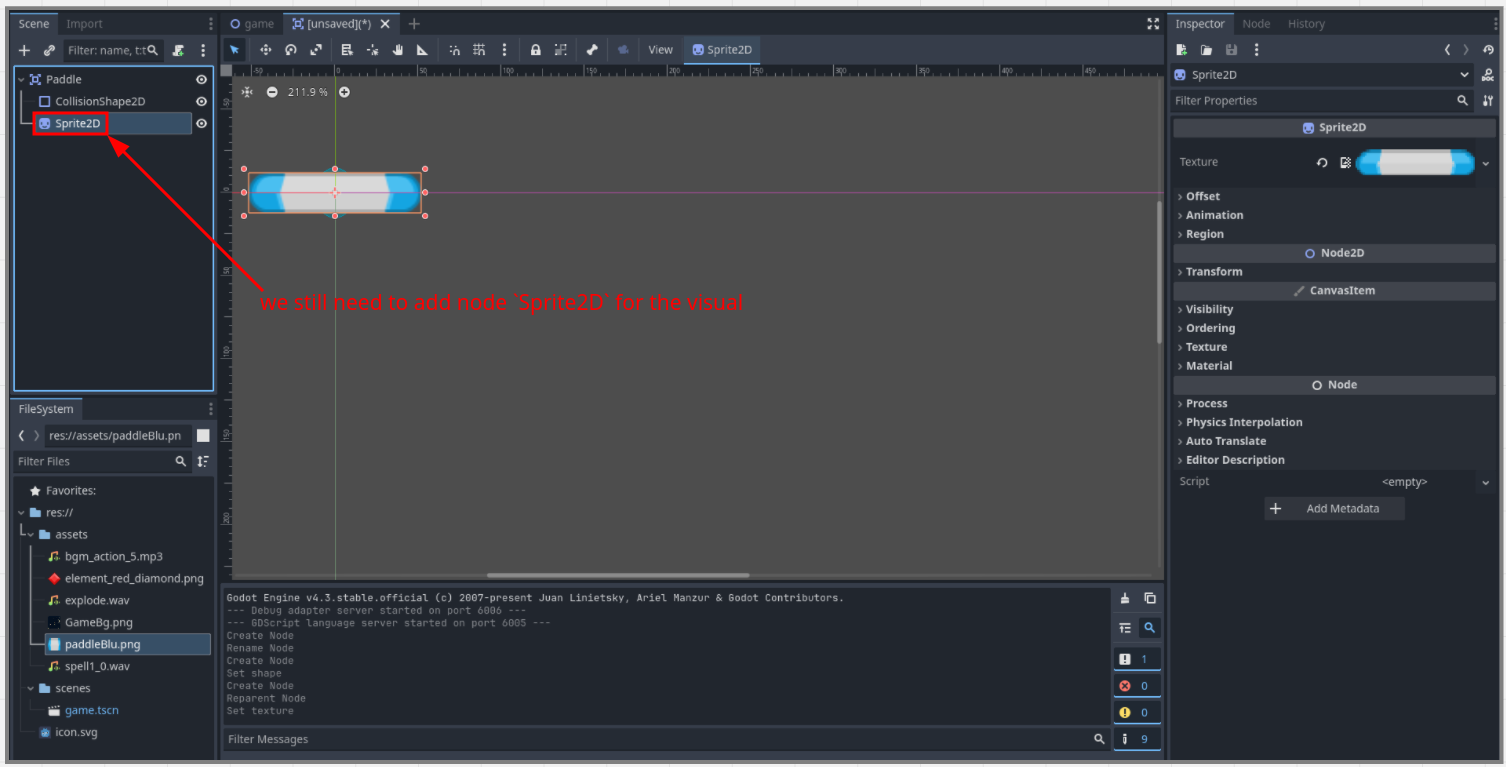 Scene Import
Filter: name, t:t
Paddle
CollisionShape2D
Sprite2D
game [unsaved](*)
View Sprite2D
-50 0 50 100 150 200 250 300 350 400 450
211.9 %
-50
0
50
100
150
200
we still need to add node `Sprite2D` for the visual
FileSystem
res://assets/paddleBlu.pn
Filter Files
Favorites:
res://
assets
bgm_action_5.mp3
element_red_diamond.png
explode.wav
GameBg.png
paddleBlu.png
spell1_0.wav
scenes
game.tscn
icon.svg
Godot Engine v4.3.stable.official (c) 2007-present Juan Linietsky, Ariel Manzur & Godot Contributors.
--- Debug adapter server started on port 6006 ---
--- GDScript language server started on port 6005 ---
Create Node
Rename Node
Create Node
Set shape
Create Node
Reparent Node
Set texture
1
0
0
9
Filter Messages
Inspector Node History
Sprite2D
DOC
Filter Properties
Sprite2D
Texture
Offset
Animation
Region
Node2D
Transform
CanvasItem
Visibility
Ordering
Texture
Material
Node
Process
Physics Interpolation
Auto Translate
Editor Description
Script <empty>
Add Metadata